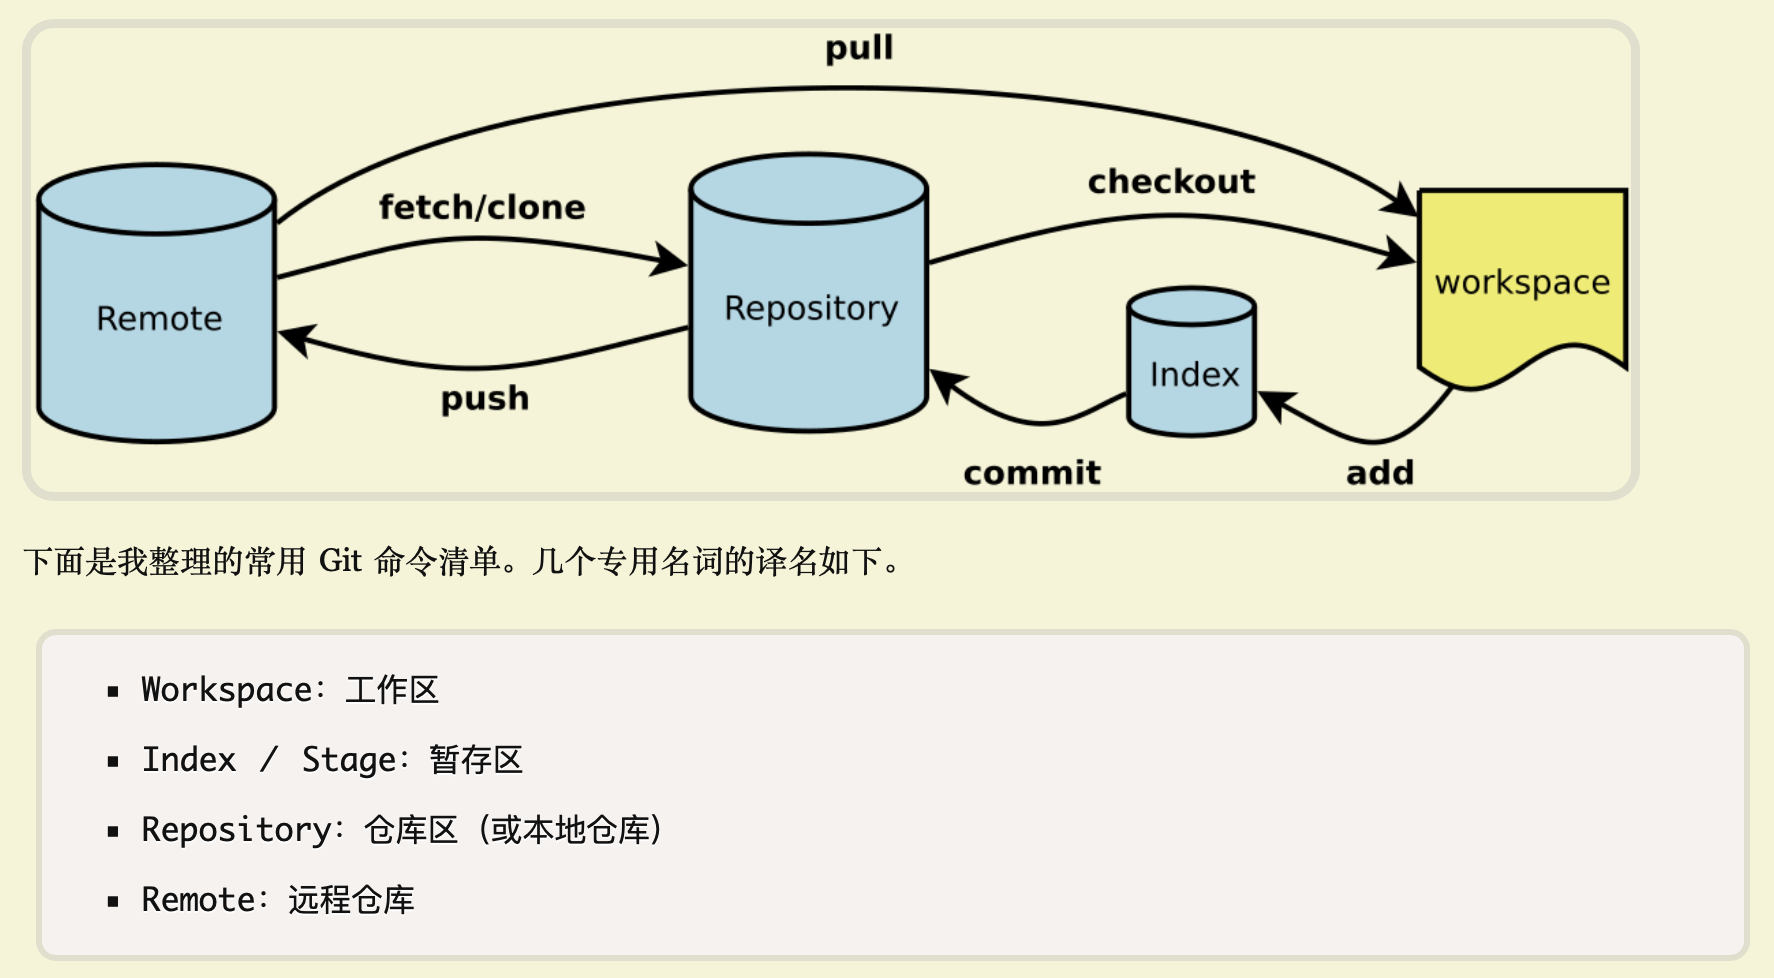 pull
fetch/clone
checkout
Remote
Repository
Index
workspace
push
commit
add
下面是我整理的常用 Git 命令清单。几个专用名词的译名如下。
Workspace：工作区
Index / Stage：暂存区
Repository：仓库区（或本地仓库）
Remote：远程仓库